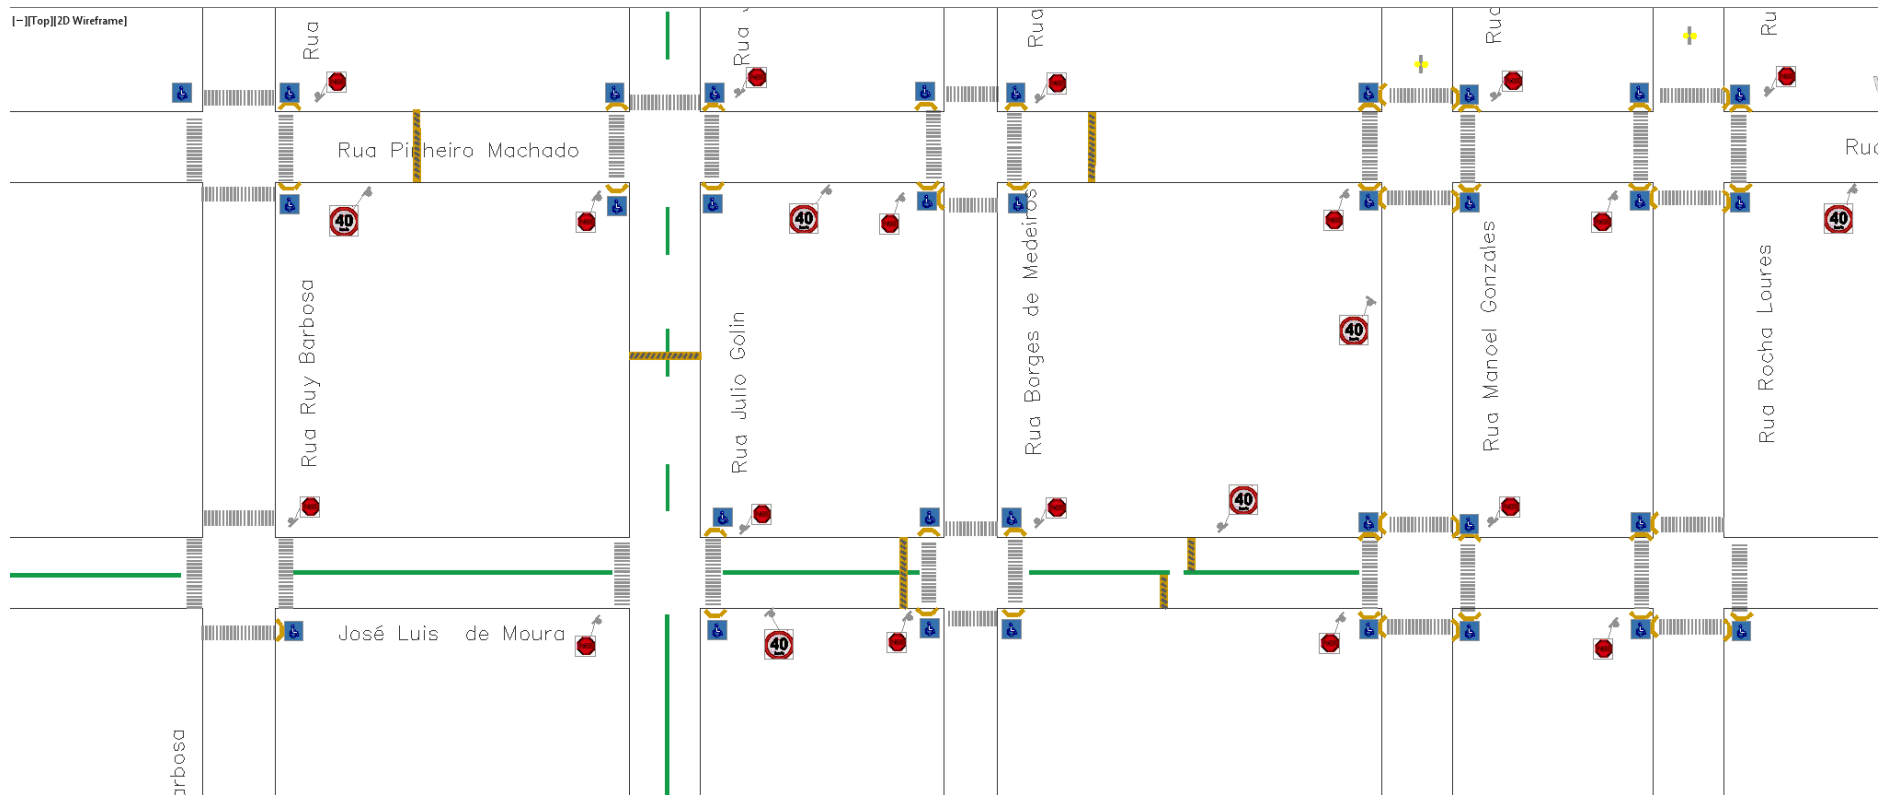 [−][Top][2D Wireframe]
Rua
Rua
Rua
Rua
Ru
Rua Pinheiro Machado
Rua
40
40
40
Rua Ruy Barbosa
Rua Julio Golin
Rua Borges de Medeiros
Rua Manoel Gonzales
Rua Rocha Loures
40
40
José Luis de Moura
40
arbosa